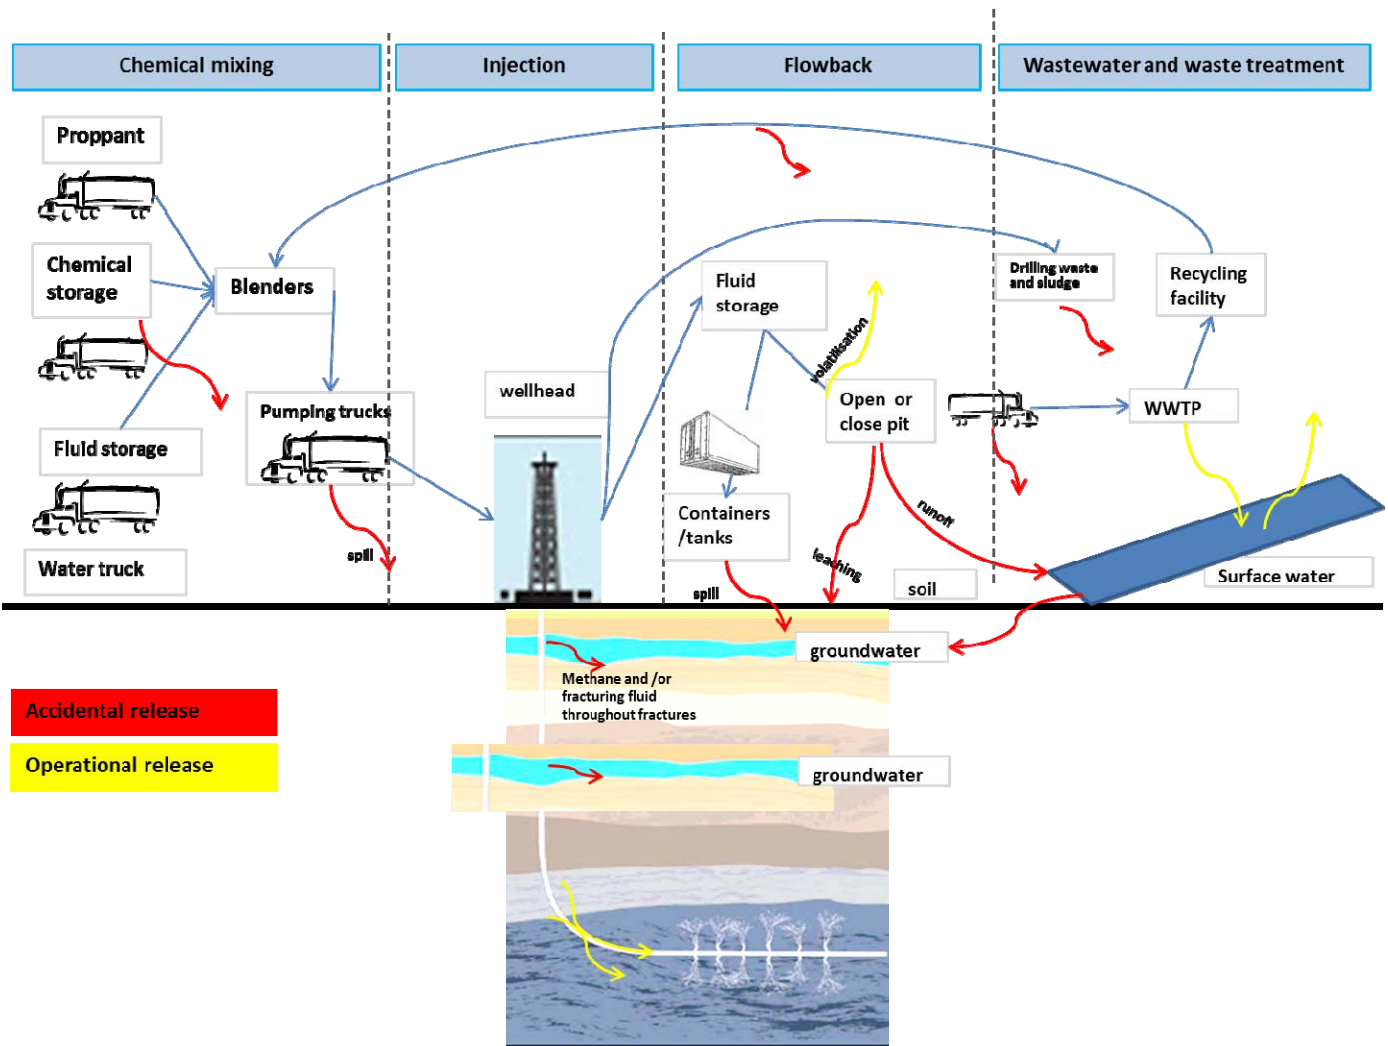 Chemical mixing
Injection
Flowback
Wastewater and waste treatment
Proppant
Chemical
storage
Blenders
Fluid storage
Water truck
Pumping trucks
spill
wellhead
Fluid
storage
volatilisation
Open or
close pit
Containers
/tanks
spill
leaching
runoff
soil
Drilling waste
and sludge
Recycling
facility
WWTP
Surface water
groundwater
Methane and /or
fracturing fluid
throughout fractures
groundwater
Accidental release
Operational release